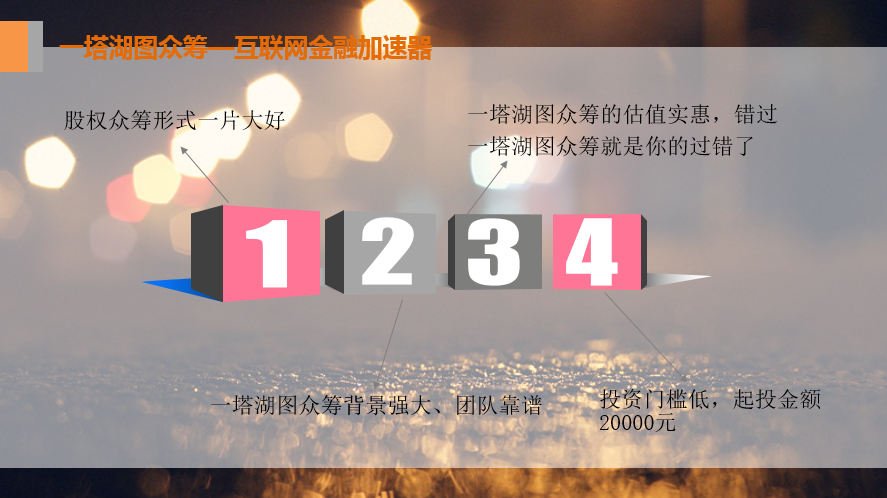 一塔湖图众筹—互联网金融加速器
股权众筹形式一片大好
一塔湖图众筹的估值实惠，错过
一塔湖图众筹就是你的过错了
1 2 3 4
一塔湖图众筹背景强大、团队靠谱
投资门槛低，起投金额
20000元